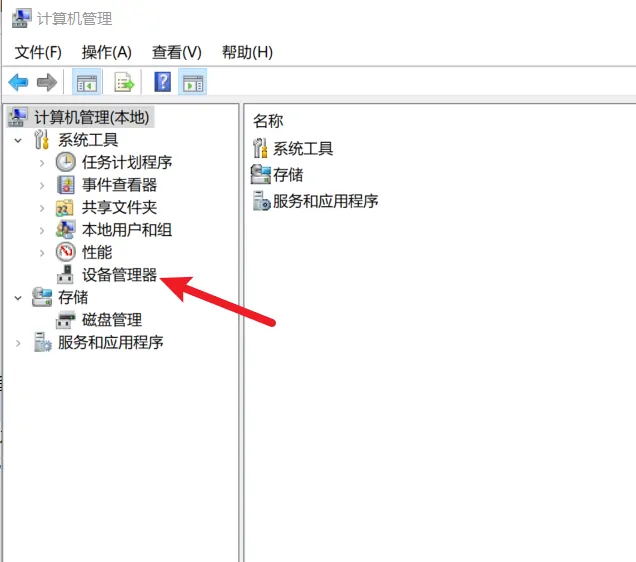 计算机管理
文件(F) 操作(A) 查看(V) 帮助(H)
计算机管理(本地)
系统工具
任务计划程序
事件查看器
共享文件夹
本地用户和组
性能
设备管理器
存储
磁盘管理
服务和应用程序
名称
系统工具
存储
服务和应用程序